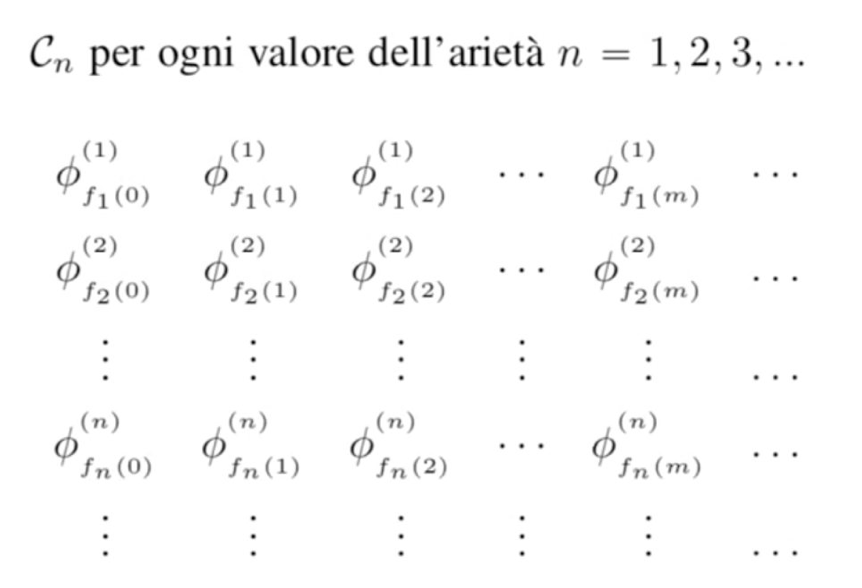 𝒞ₙ per ogni valore dell'arietà n = 1, 2, 3, ...
ϕ^{(1)}_{f₁(0)} ϕ^{(1)}_{f₁(1)} ϕ^{(1)}_{f₁(2)} ⋯ ϕ^{(1)}_{f₁(m)} ⋯
ϕ^{(2)}_{f₂(0)} ϕ^{(2)}_{f₂(1)} ϕ^{(2)}_{f₂(2)} ⋯ ϕ^{(2)}_{f₂(m)} ⋯
⋮ ⋮ ⋮ ⋮ ⋮ ⋯
ϕ^{(n)}_{fₙ(0)} ϕ^{(n)}_{fₙ(1)} ϕ^{(n)}_{fₙ(2)} ⋯ ϕ^{(n)}_{fₙ(m)} ⋯
⋮ ⋮ ⋮ ⋮ ⋮ ⋯